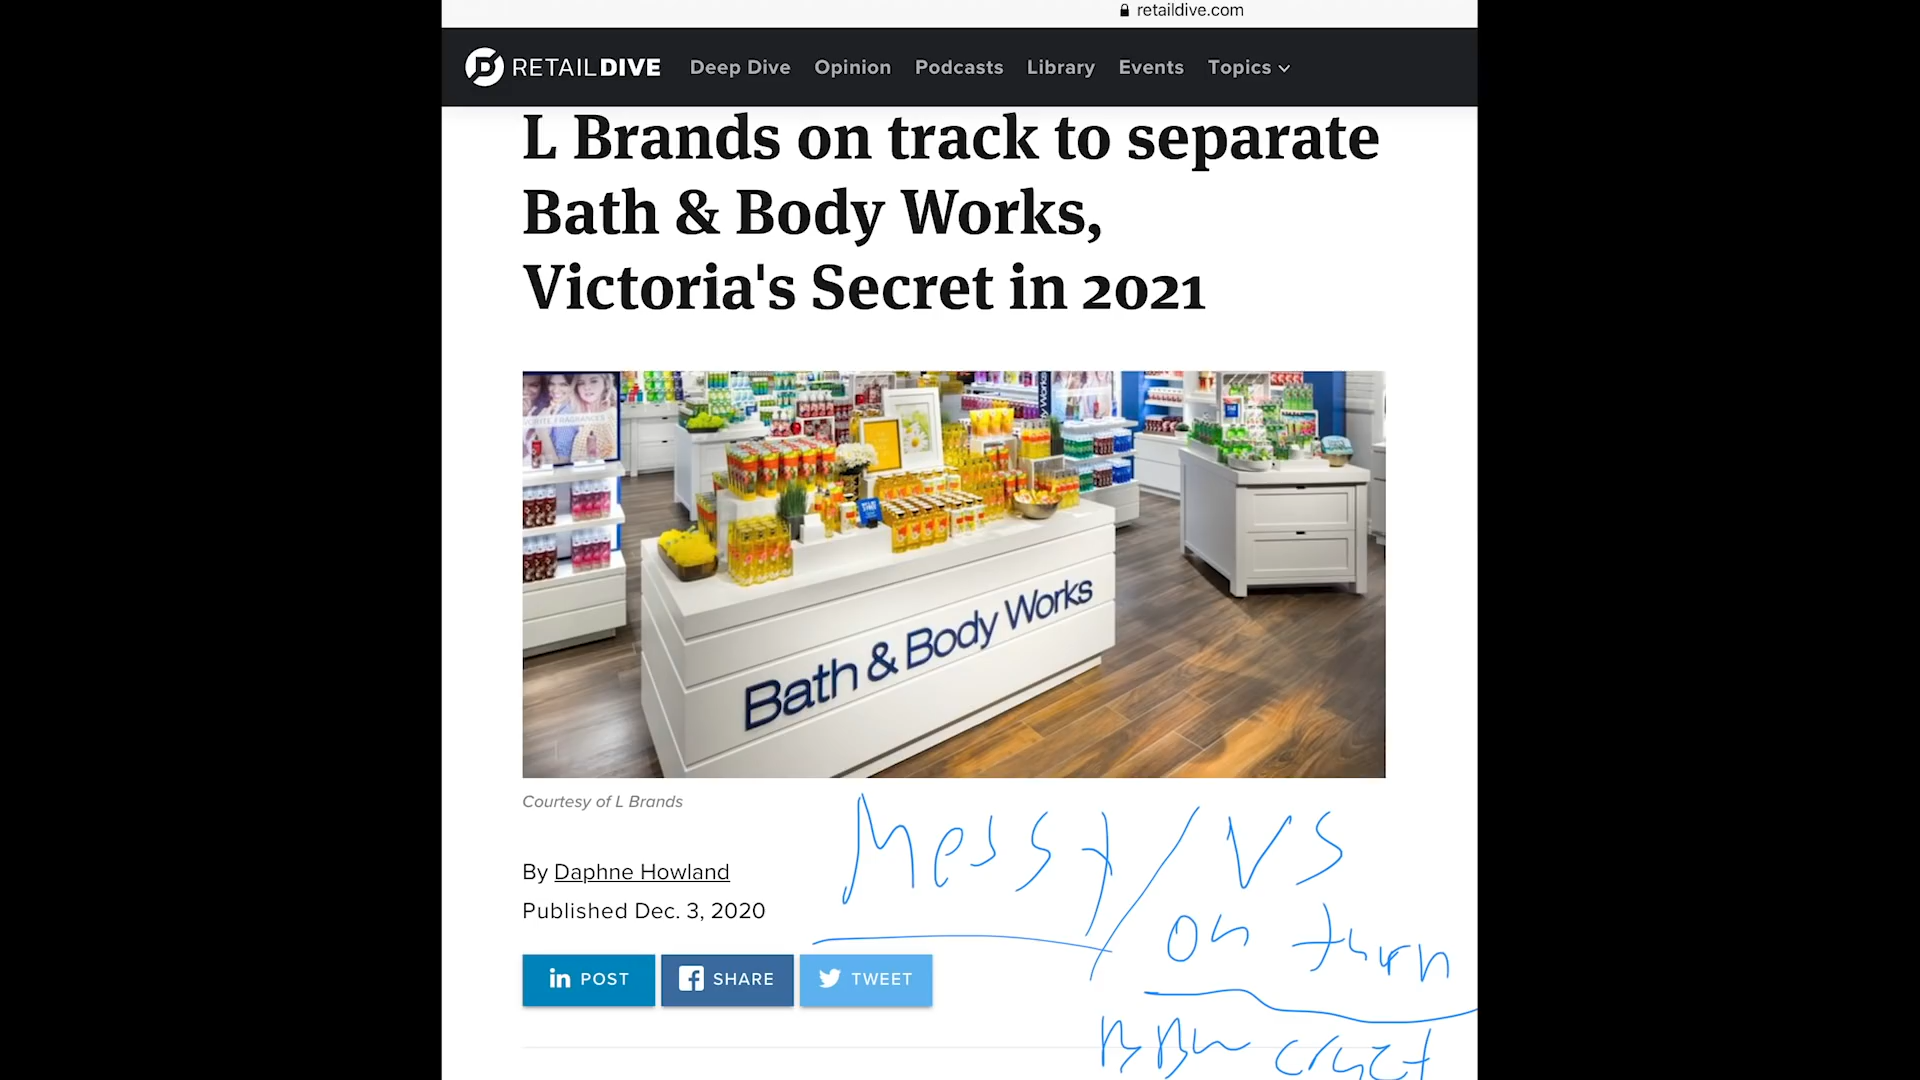 retaildive.com
RETAILDIVE Deep Dive Opinion Podcasts Library Events Topics
L Brands on track to separate
Bath & Body Works,
Victoria's Secret in 2021
Bath & Body Works
Courtesy of L Brands
By Daphne Howland
Published Dec. 3, 2020
Messy / VS
on turn
BBW
POST SHARE TWEET